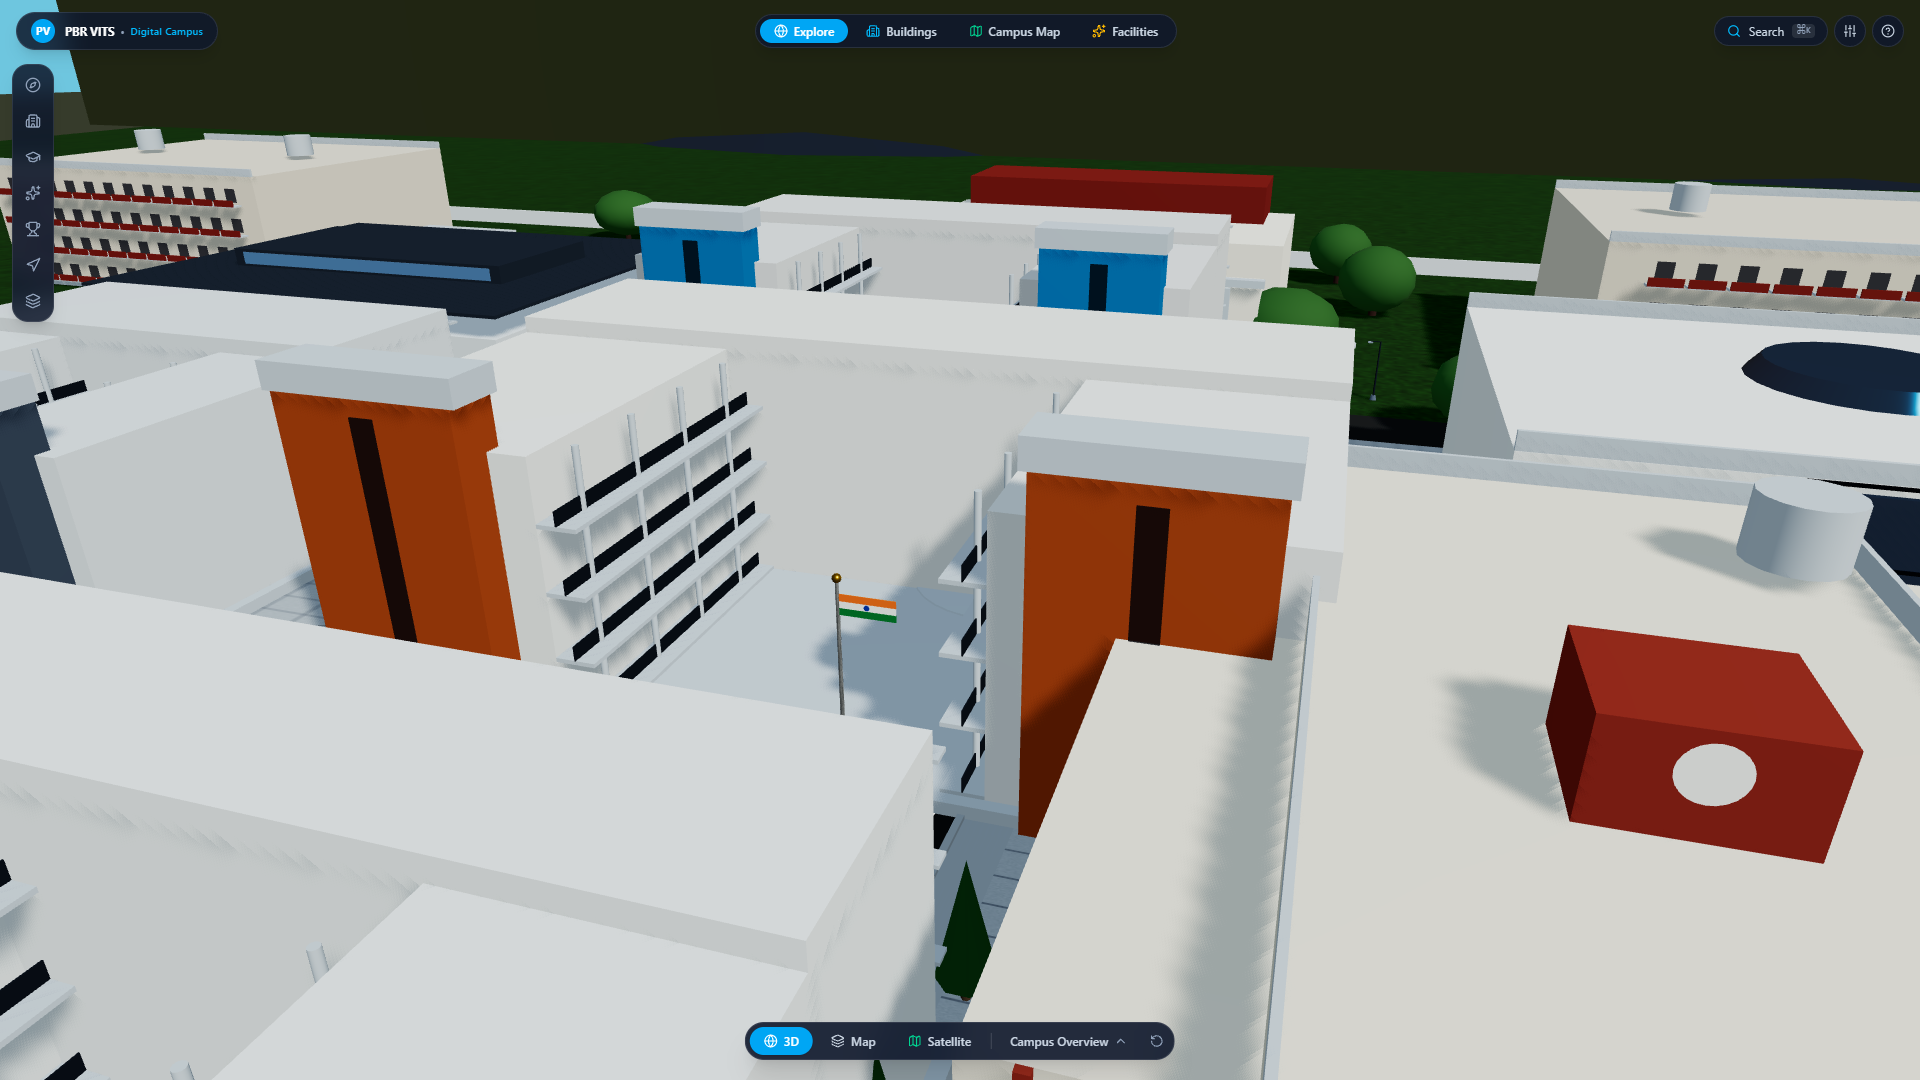 PV PBR VITS • Digital Campus
Explore Buildings Campus Map Facilities
Search ⌘K
3D Map Satellite Campus Overview